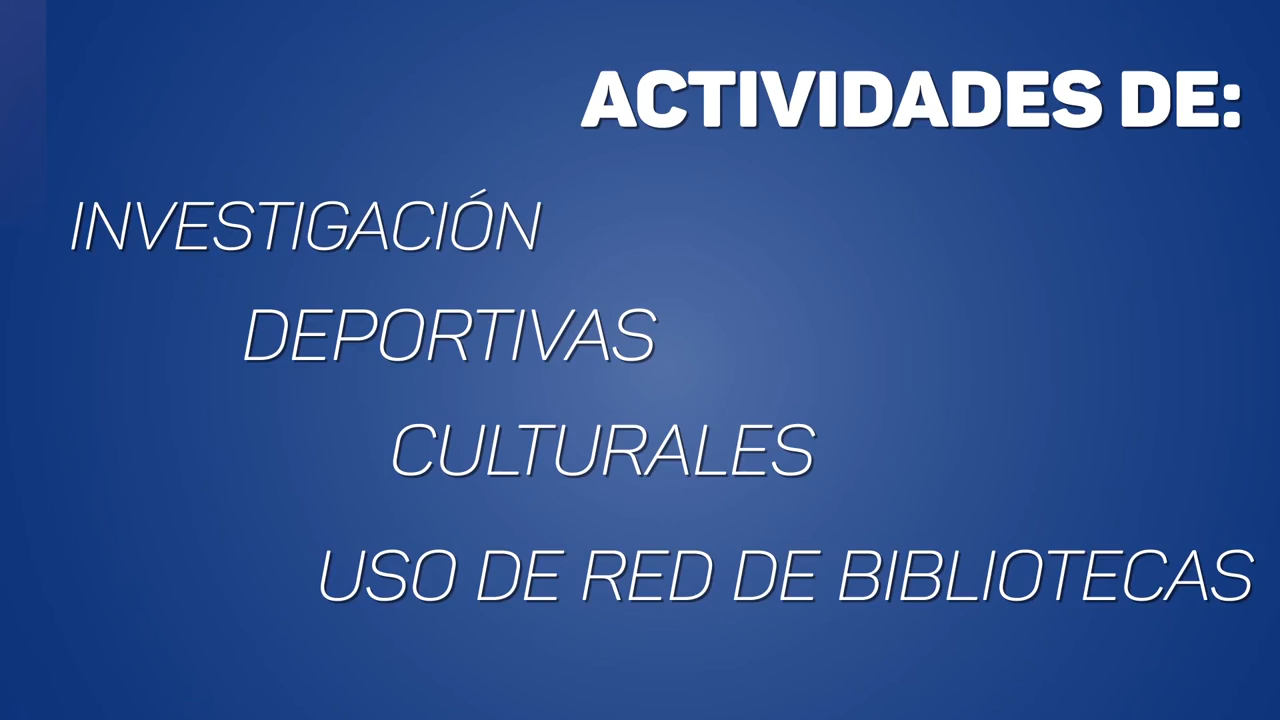 ACTIVIDADES DE:
INVESTIGACIÓN
DEPORTIVAS
CULTURALES
USO DE RED DE BIBLIOTECAS